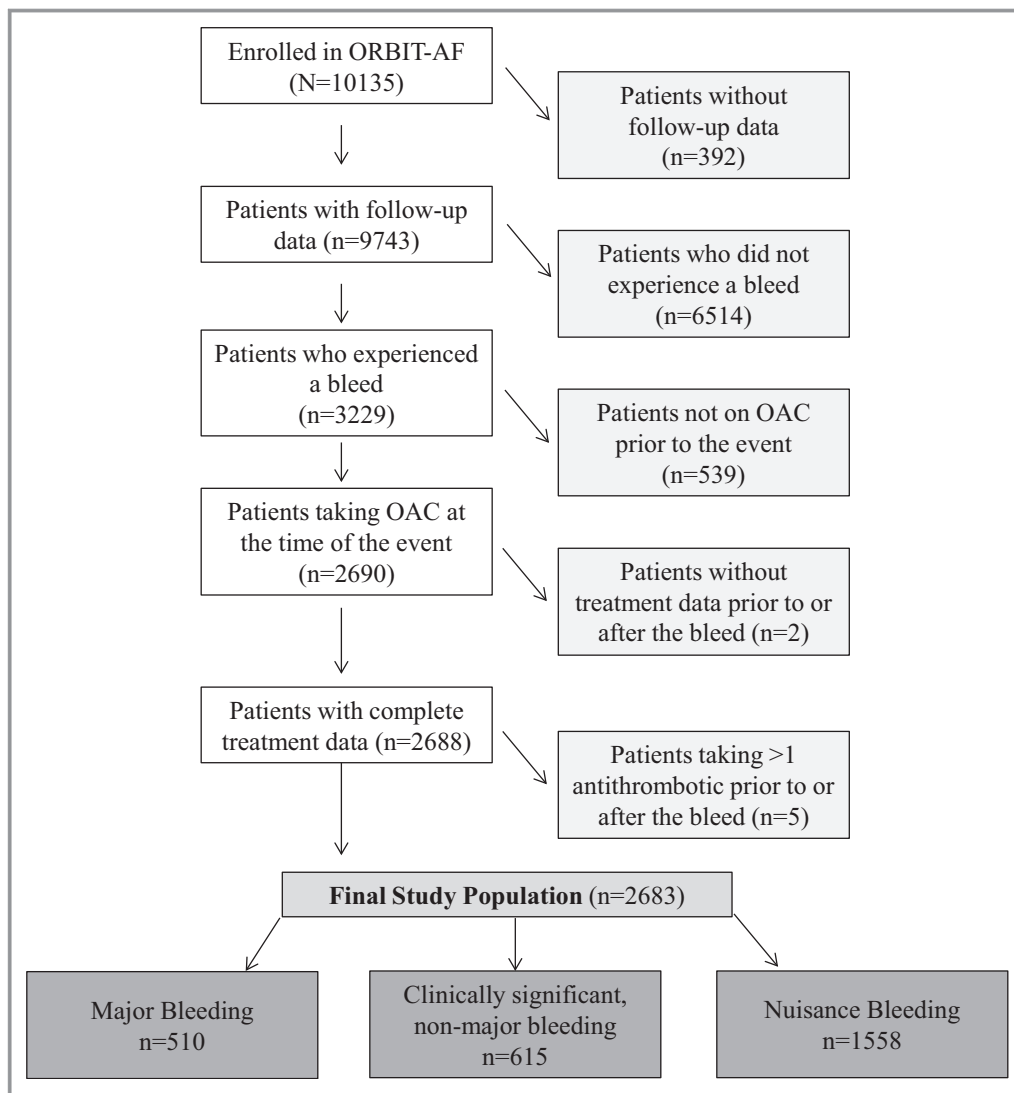 Enrolled in ORBIT-AF
(N=10135)
Patients without
follow-up data
(n=392)
Patients with follow-up
data (n=9743)
Patients who did not
experience a bleed
(n=6514)
Patients who experienced
a bleed
(n=3229)
Patients not on OAC
prior to the event
(n=539)
Patients taking OAC at
the time of the event
(n=2690)
Patients without
treatment data prior to or
after the bleed (n=2)
Patients with complete
treatment data (n=2688)
Patients taking >1
antithrombotic prior to or
after the bleed (n=5)
Final Study Population (n=2683)
Major Bleeding
n=510
Clinically significant,
non-major bleeding
n=615
Nuisance Bleeding
n=1558